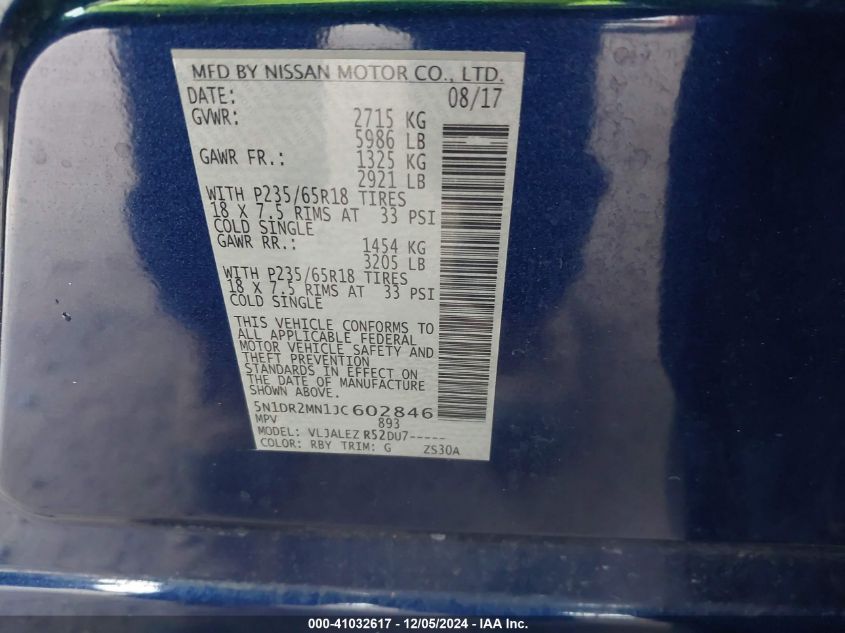 MFD BY NISSAN MOTOR CO., LTD.
DATE: 08/17
GVWR: 2715 KG
5986 LB
GAWR FR.: 1325 KG
2921 LB
WITH P235/65R18 TIRES
18 X 7.5 RIMS AT 33 PSI
COLD SINGLE
GAWR RR.: 1454 KG
3205 LB
WITH P235/65R18 TIRES
18 X 7.5 RIMS AT 33 PSI
COLD SINGLE
THIS VEHICLE CONFORMS TO
ALL APPLICABLE FEDERAL
MOTOR VEHICLE SAFETY AND
THEFT PREVENTION
STANDARDS IN EFFECT ON
THE DATE OF MANUFACTURE
SHOWN ABOVE.
5N1DR2MN1JC602846
MPV 893
MODEL: VLJALEZ R52DU7-----
COLOR: RBY TRIM: G ZS30A
000-41032617 - 12/05/2024 - IAA Inc.